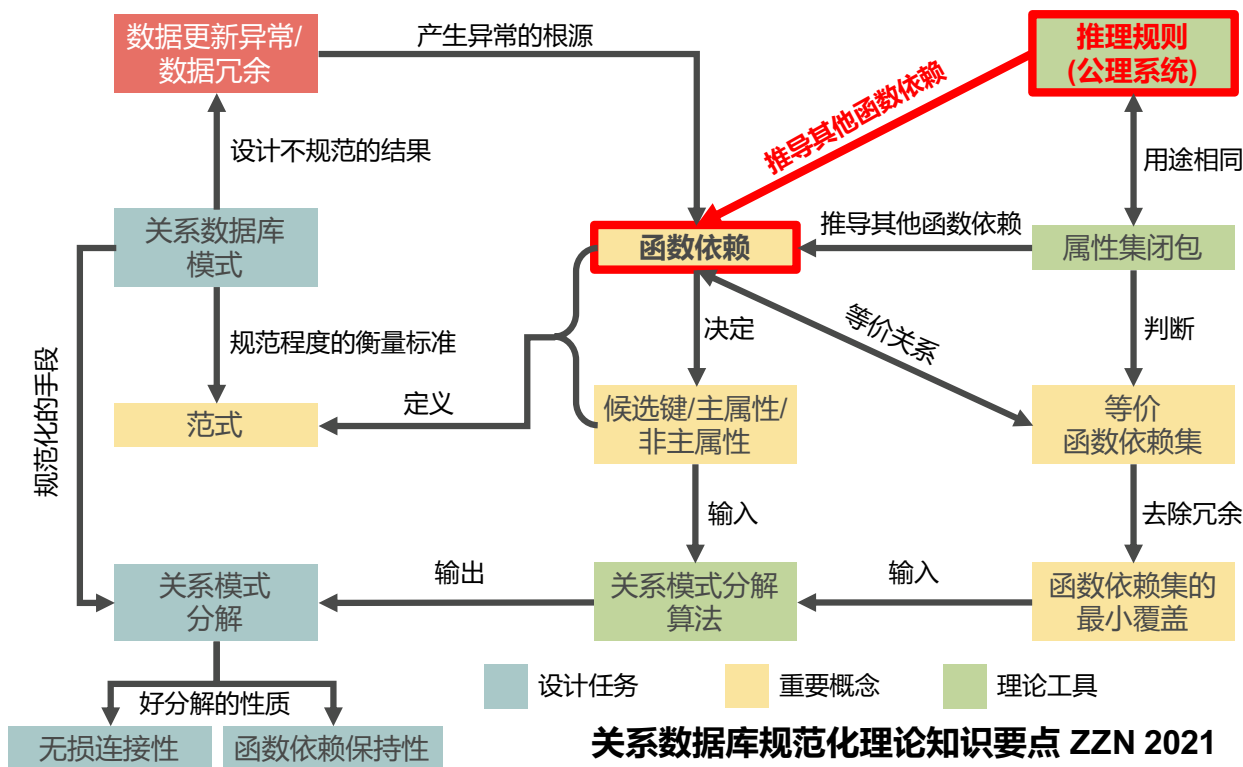 数据更新异常/
数据冗余
产生异常的根源
推理规则
(公理系统)
推导其他函数依赖
设计不规范的结果
用途相同
关系数据库
模式
函数依赖
推导其他函数依赖
属性集闭包
规范化的手段
规范程度的衡量标准
决定
等价关系
判断
范式
定义
候选键/主属性/
非主属性
等价
函数依赖集
输入
去除冗余
关系模式
分解
输出
关系模式分解
算法
输入
函数依赖集的
最小覆盖
好分解的性质
无损连接性
函数依赖保持性
设计任务
重要概念
理论工具
关系数据库规范化理论知识要点 ZZN 2021